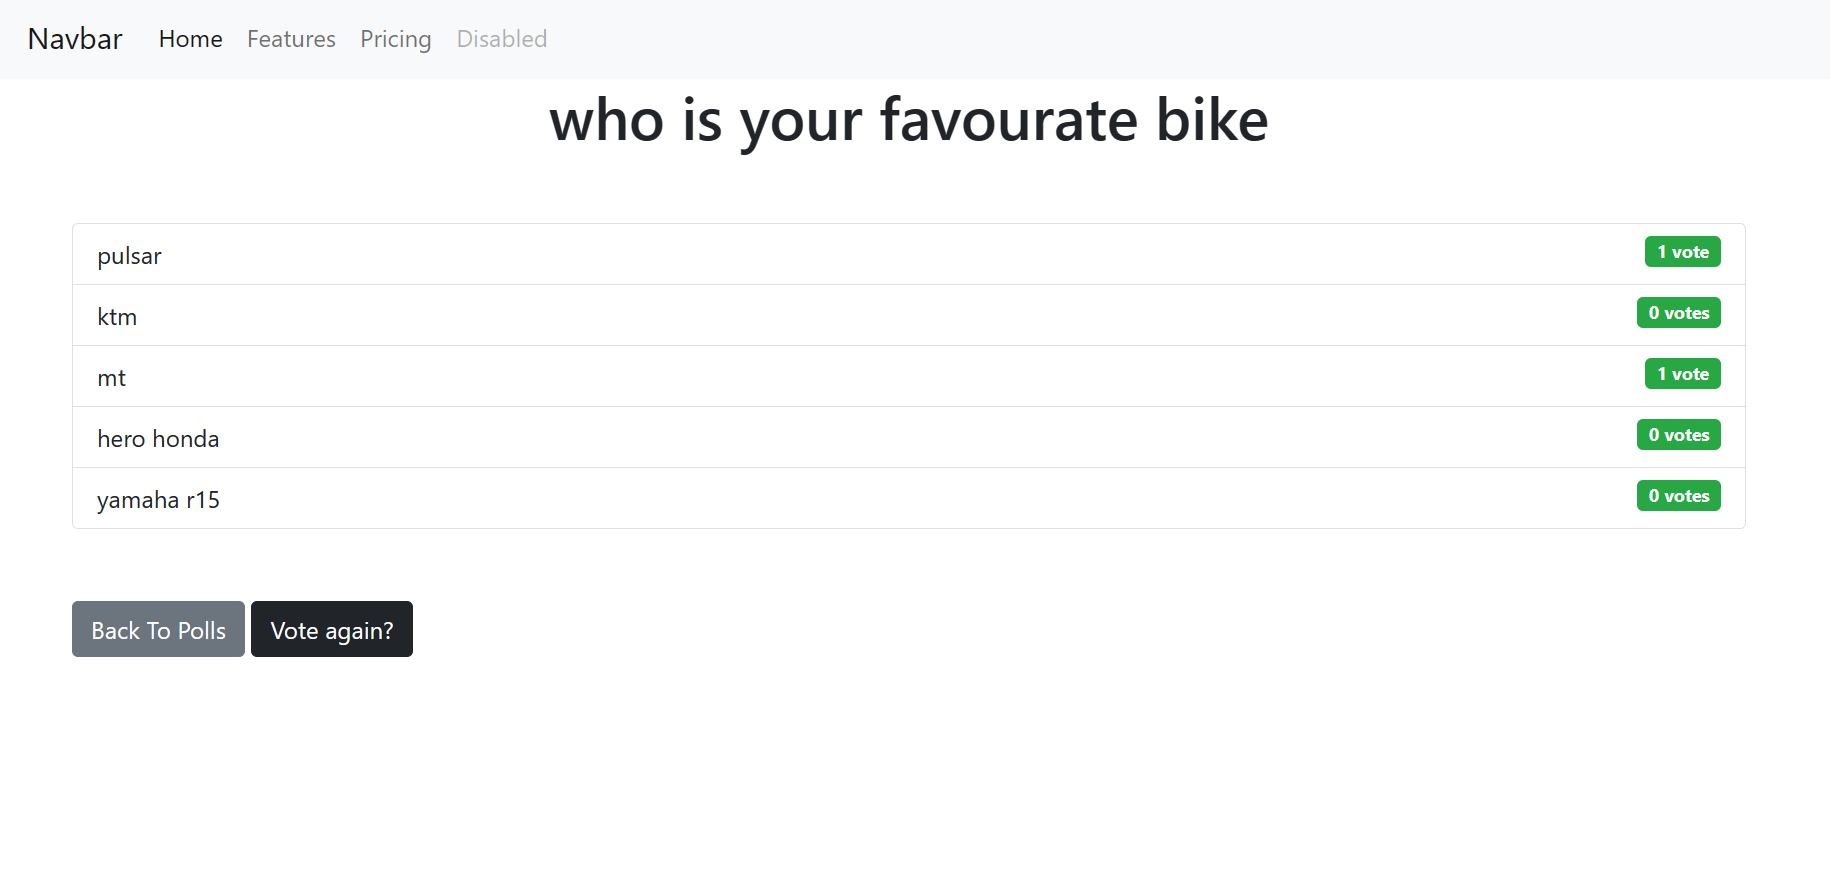 Navbar Home Features Pricing Disabled
who is your favourate bike
pulsar 1 vote
ktm 0 votes
mt 1 vote
hero honda 0 votes
yamaha r15 0 votes
Back To Polls Vote again?